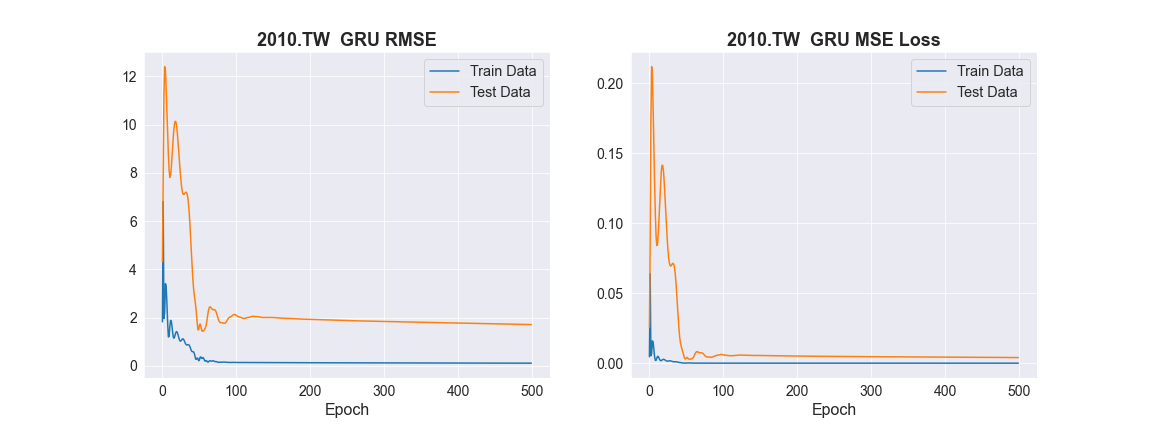 2010.TW  GRU RMSE
Train Data
Test Data
12
10
8
6
4
2
0
0 100 200 300 400 500
Epoch
2010.TW  GRU MSE Loss
Train Data
Test Data
0.20
0.15
0.10
0.05
0.00
0 100 200 300 400 500
Epoch